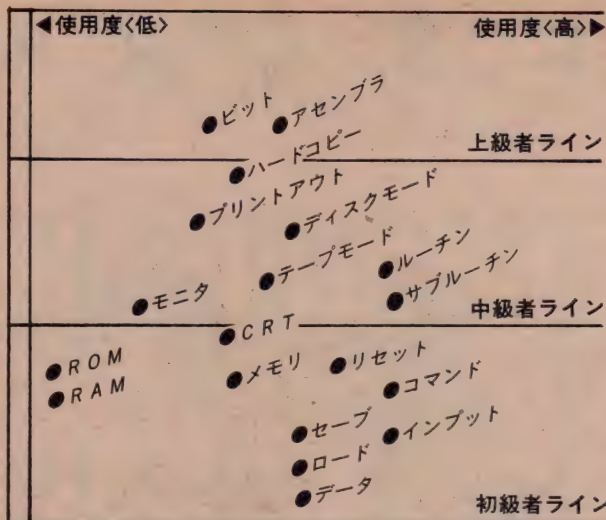 ◀使用度<低>
使用度<高>▶
ビット
アセンブラ
上級者ライン
ハードコピー
プリントアウト
ディスクモード
テープモード
ルーチン
サブルーチン
モニタ
中級者ライン
CRT
ROM
RAM
メモリ
リセット
コマンド
セーブ
インプット
ロード
データ
初級者ライン